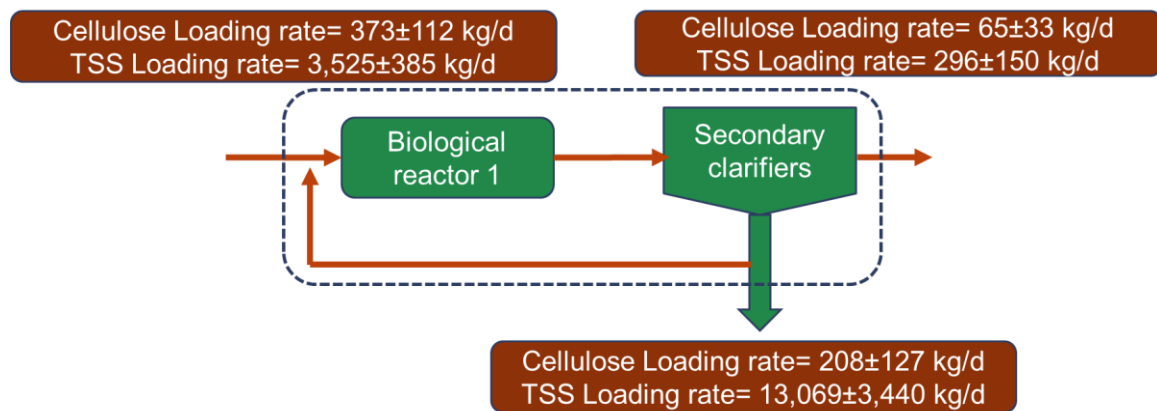 Cellulose Loading rate= 373±112 kg/d
TSS Loading rate= 3,525±385 kg/d
Cellulose Loading rate= 65±33 kg/d
TSS Loading rate= 296±150 kg/d
Biological
reactor 1
Secondary
clarifiers
Cellulose Loading rate= 208±127 kg/d
TSS Loading rate= 13,069±3,440 kg/d